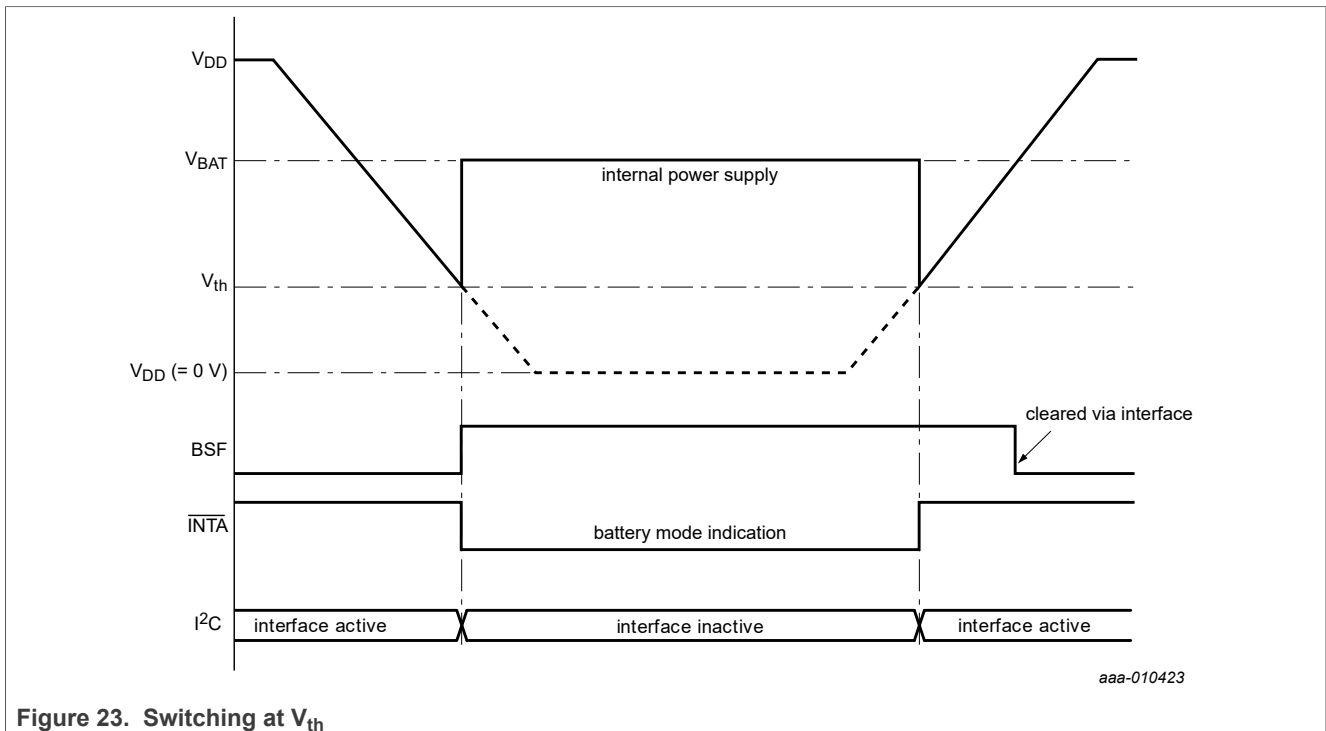 VDD
VBAT
internal power supply
Vth
VDD (= 0 V)
cleared via interface
BSF
INTA
battery mode indication
I2C
interface active
interface inactive
interface active
aaa-010423
Figure 23. Switching at Vth